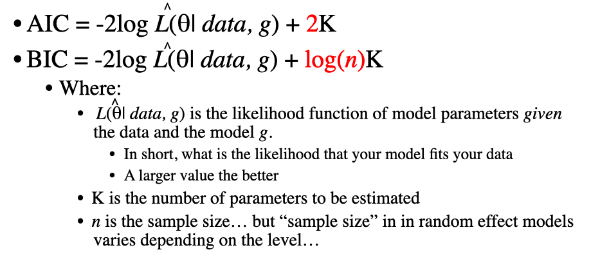 • AIC = -2log L̂(θ| data, g) + 2K
• BIC = -2log L̂(θ| data, g) + log(n)K
• Where:
• L(θ̂| data, g) is the likelihood function of model parameters given
the data and the model g.
• In short, what is the likelihood that your model fits your data
• A larger value the better
• K is the number of parameters to be estimated
• n is the sample size… but “sample size” in in random effect models
varies depending on the level…